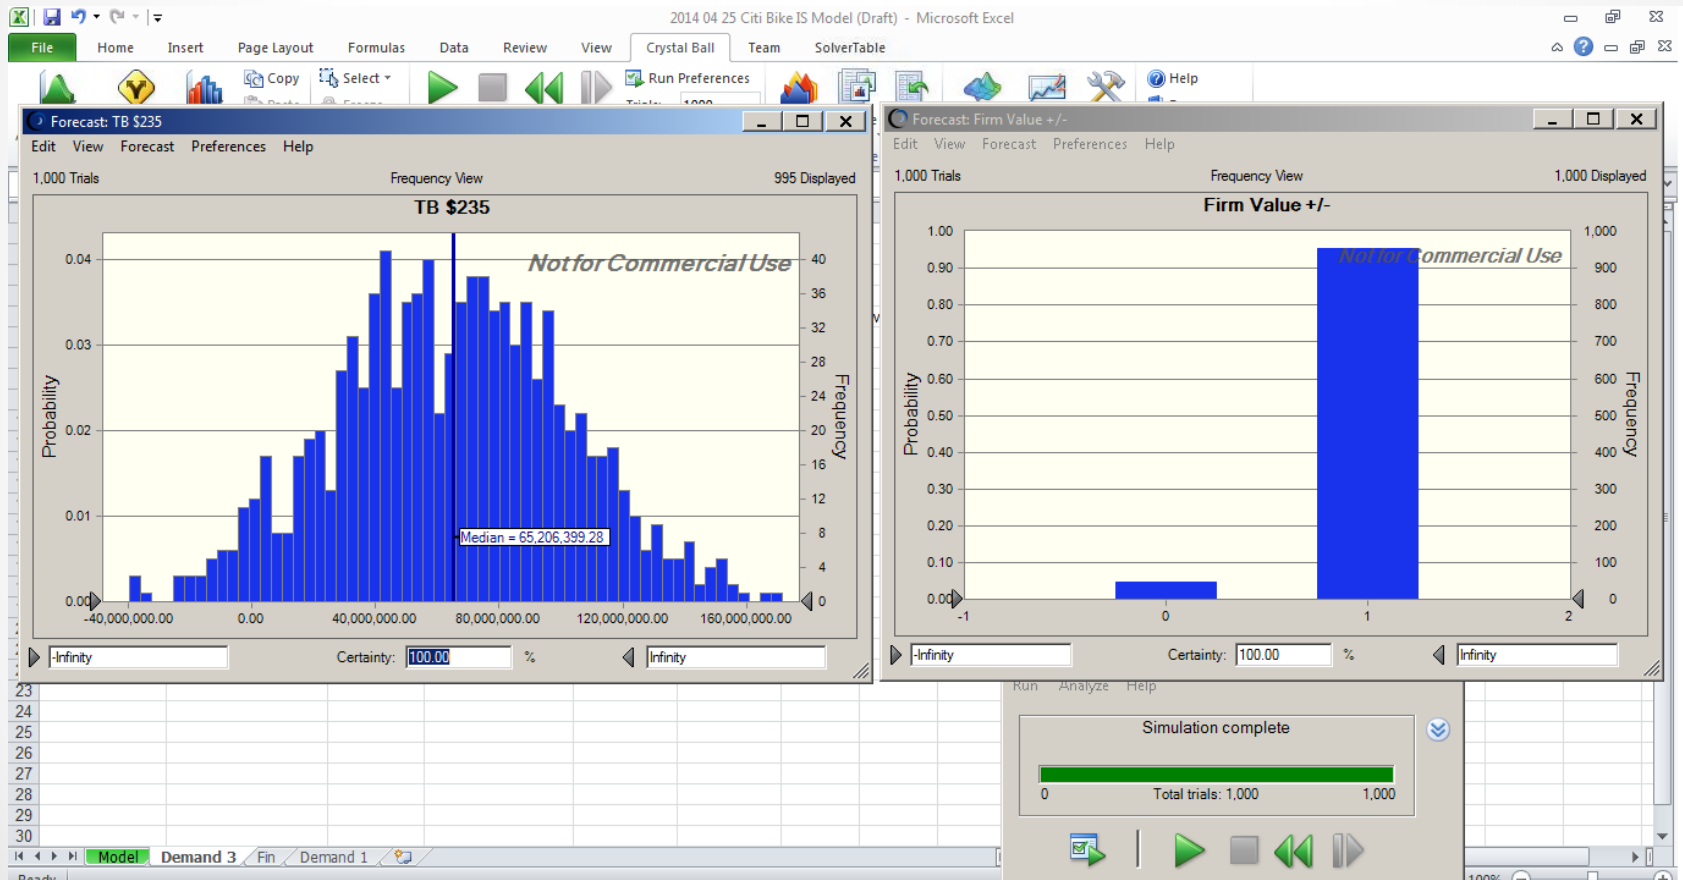 2014 04 25 Citi Bike IS Model (Draft) - Microsoft Excel
File Home Insert Page Layout Formulas Data Review View Crystal Ball Team SolverTable
Copy Select Run Preferences Help
1000
Forecast: TB $235
Edit View Forecast Preferences Help
1,000 Trials Frequency View 995 Displayed
TB $235
Not for Commercial Use
Probability
0.04
0.03
0.02
0.01
0.00
Frequency
40
36
32
28
24
20
16
12
8
4
0
Median = 65,206,399.28
-40,000,000.00 0.00 40,000,000.00 80,000,000.00 120,000,000.00 160,000,000.00
-Infinity Certainty: 100.00 % Infinity
Forecast: Firm Value +/-
Edit View Forecast Preferences Help
1,000 Trials Frequency View 1,000 Displayed
Firm Value +/-
Not for Commercial Use
Probability
1.00
0.90
0.80
0.70
0.60
0.50
0.40
0.30
0.20
0.10
0.00
Frequency
1,000
900
800
700
600
500
400
300
200
100
0
-1 0 1 2
-Infinity Certainty: 100.00 % Infinity
Run Analyze Help
Simulation complete
0 Total trials: 1,000 1,000
23
24
25
26
27
28
29
30
Model Demand 3 Fin Demand 1
Ready 100%